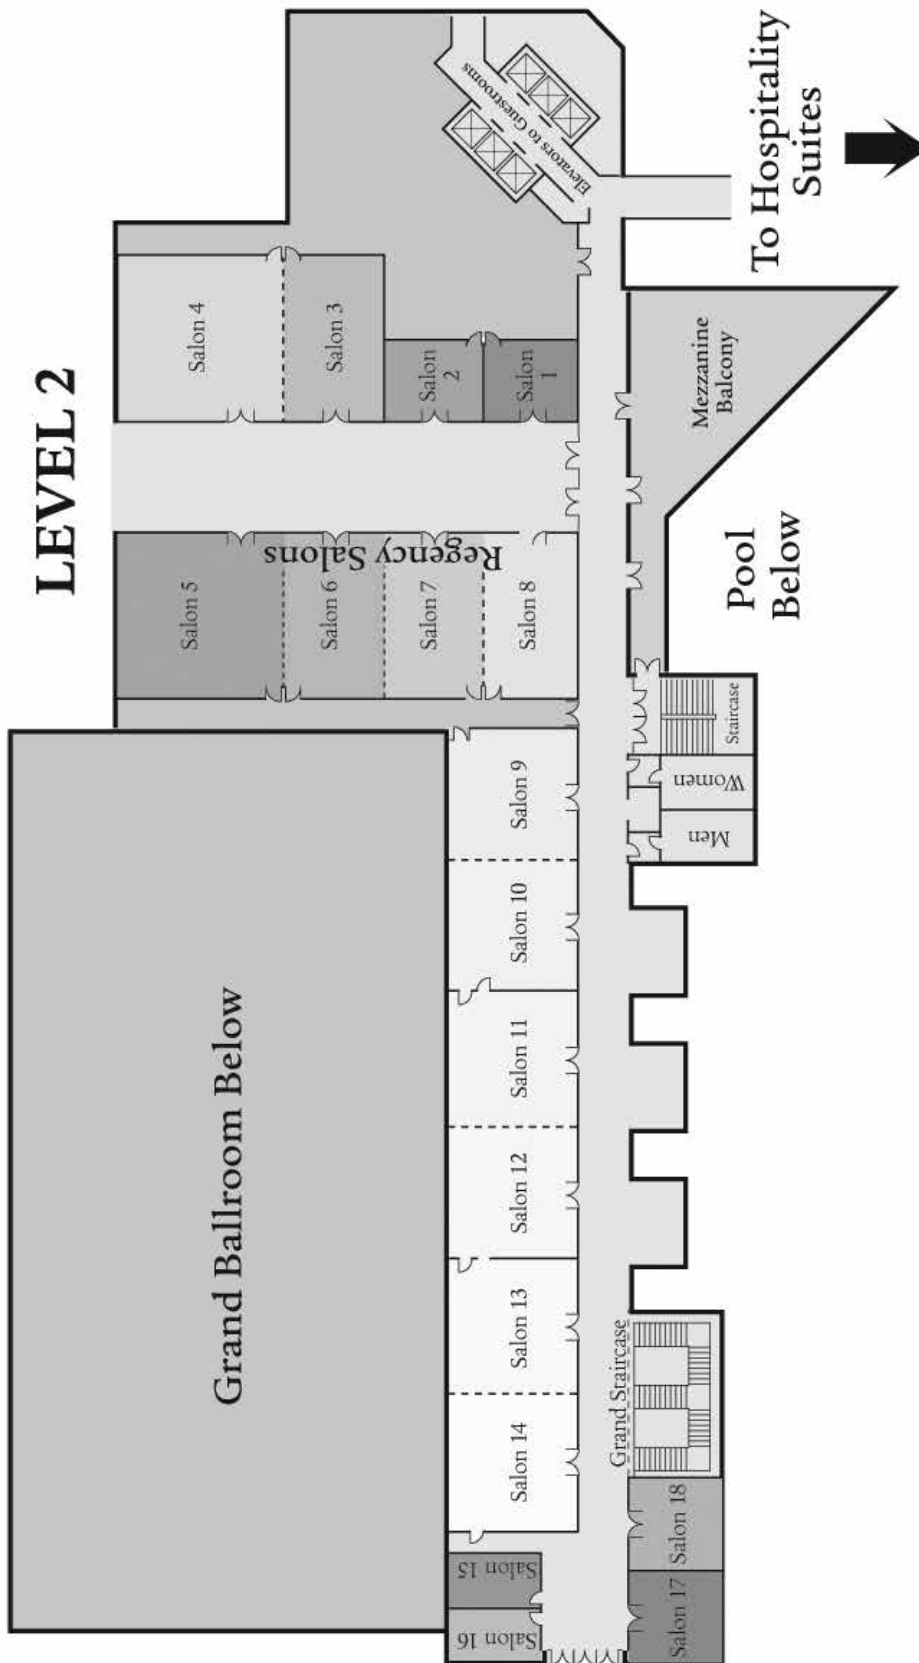 LEVEL 2
To Hospitality
Suites
Elevators to Guestrooms
Salon 4
Salon 3
Salon
2
Salon
1
Mezzanine
Balcony
Regency Salons
Salon 5
Salon 6
Salon 7
Salon 8
Pool
Below
Staircase
Women
Men
Salon 9
Salon 10
Salon 11
Salon 12
Salon 13
Salon 14
Grand Ballroom Below
Grand Staircase
Salon 15
Salon 16
Salon 18
Salon 17